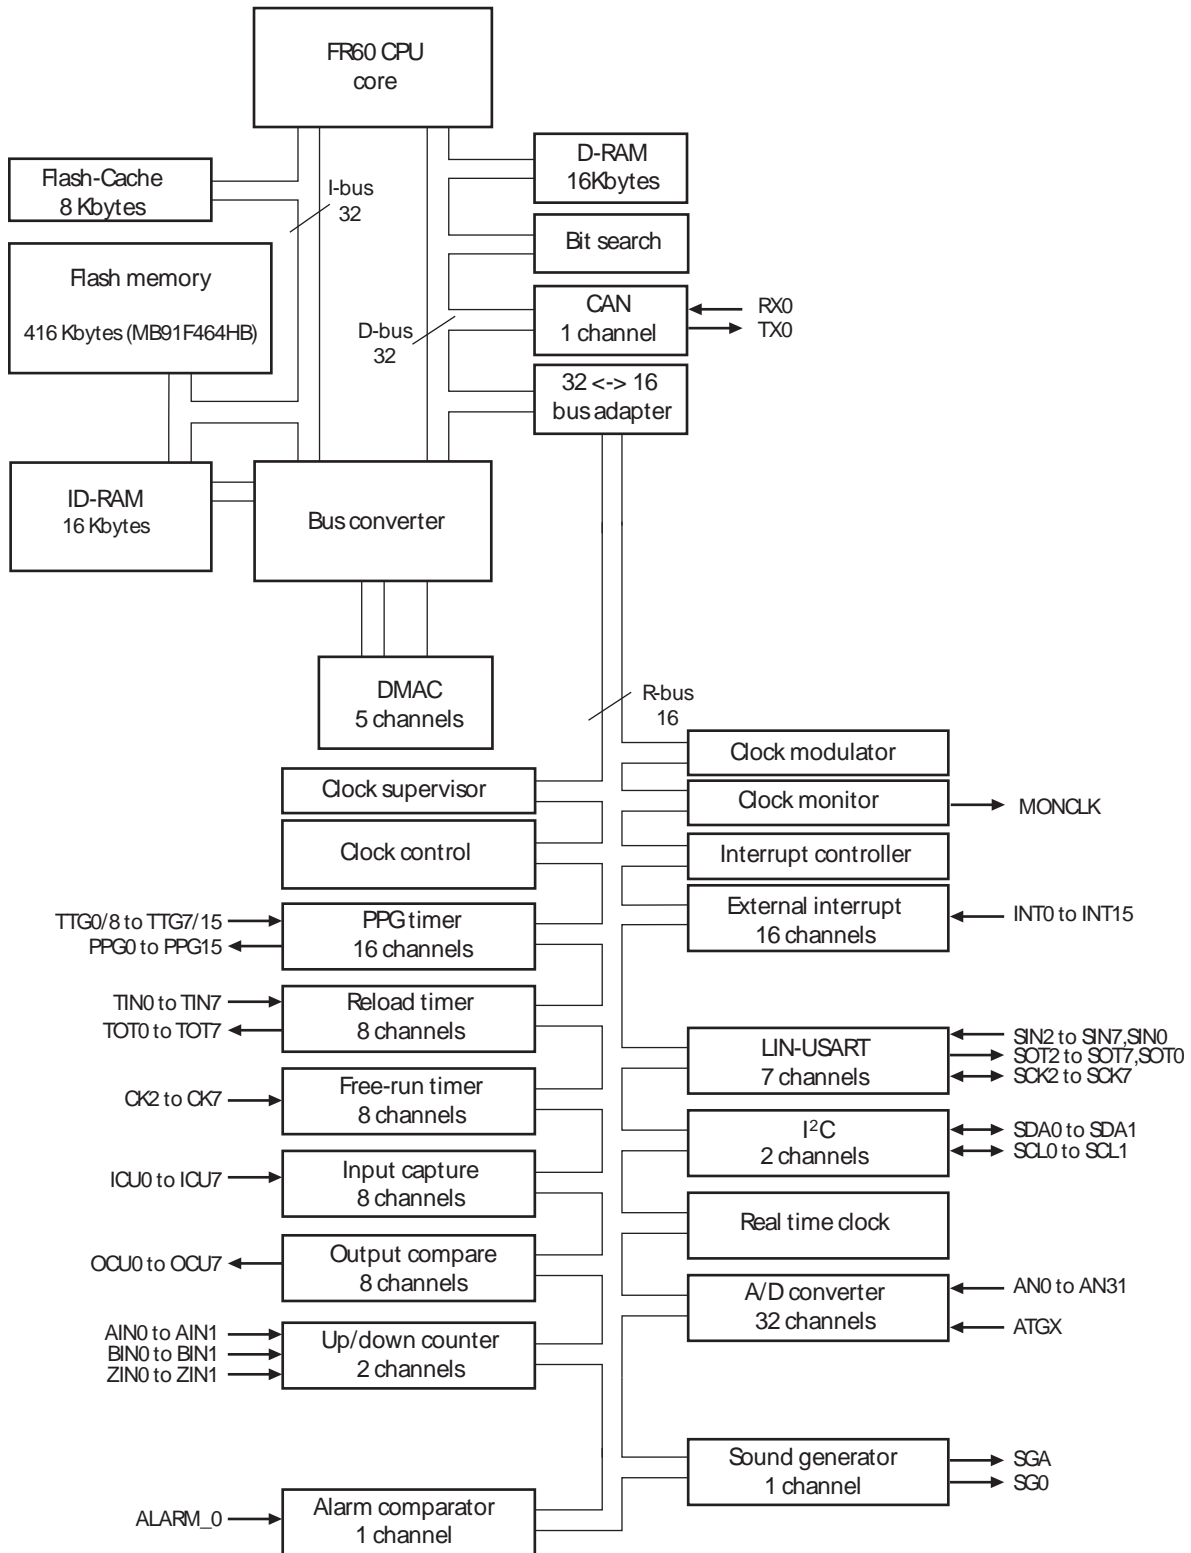 FR60 CPU
core
Flash-Cache
8 Kbytes
I-bus
32
D-RAM
16Kbytes
Bit search
Flash memory
416 Kbytes (MB91F464HB)
CAN
1 channel
RX0
TX0
D-bus
32
32 <-> 16
bus adapter
ID-RAM
16 Kbytes
Bus converter
DMAC
5 channels
R-bus
16
Clock modulator
Clock supervisor
Clock monitor
MONCLK
Clock control
Interrupt controller
TTG0/8 to TTG7/15
PPG0 to PPG15
PPG timer
16 channels
External interrupt
16 channels
INT0 to INT15
TIN0 to TIN7
TOT0 to TOT7
Reload timer
8 channels
LIN-USART
7 channels
SIN2 to SIN7,SIN0
SOT2 to SOT7,SOT0
SCK2 to SCK7
CK2 to CK7
Free-run timer
8 channels
I²C
2 channels
SDA0 to SDA1
SCL0 to SCL1
ICU0 to ICU7
Input capture
8 channels
Real time clock
OCU0 to OCU7
Output compare
8 channels
A/D converter
32 channels
AN0 to AN31
ATGX
AIN0 to AIN1
BIN0 to BIN1
ZIN0 to ZIN1
Up/down counter
2 channels
Sound generator
1 channel
SGA
SG0
ALARM_0
Alarm comparator
1 channel